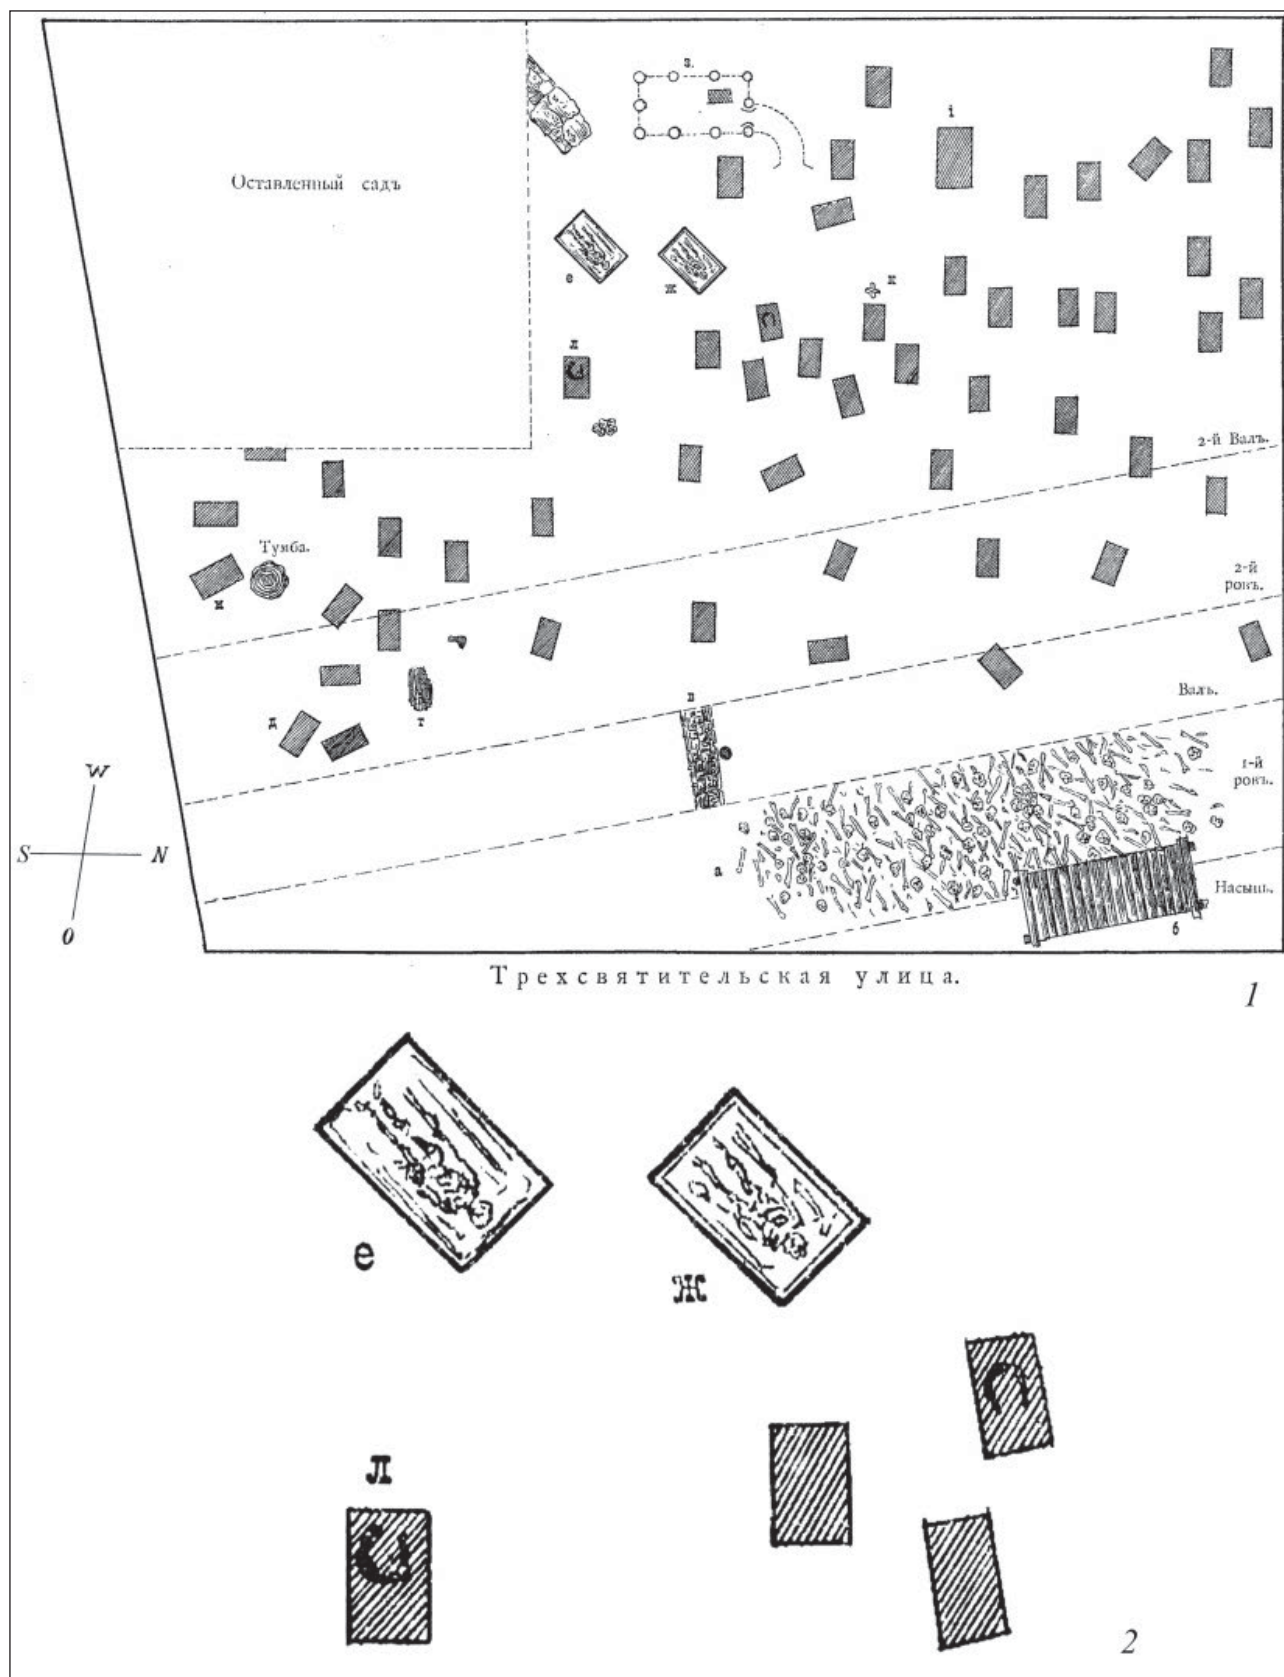 з.
і
Оставленный садъ
е
ж
к
л
2-й Валъ.
Тумба.
и
2-й
ровъ.
в
Валъ.
д
т
W
1-й
ровъ.
S
N
а
Насыпь.
О
б
Трехсвятительская улица.
1
е
ж
л
2